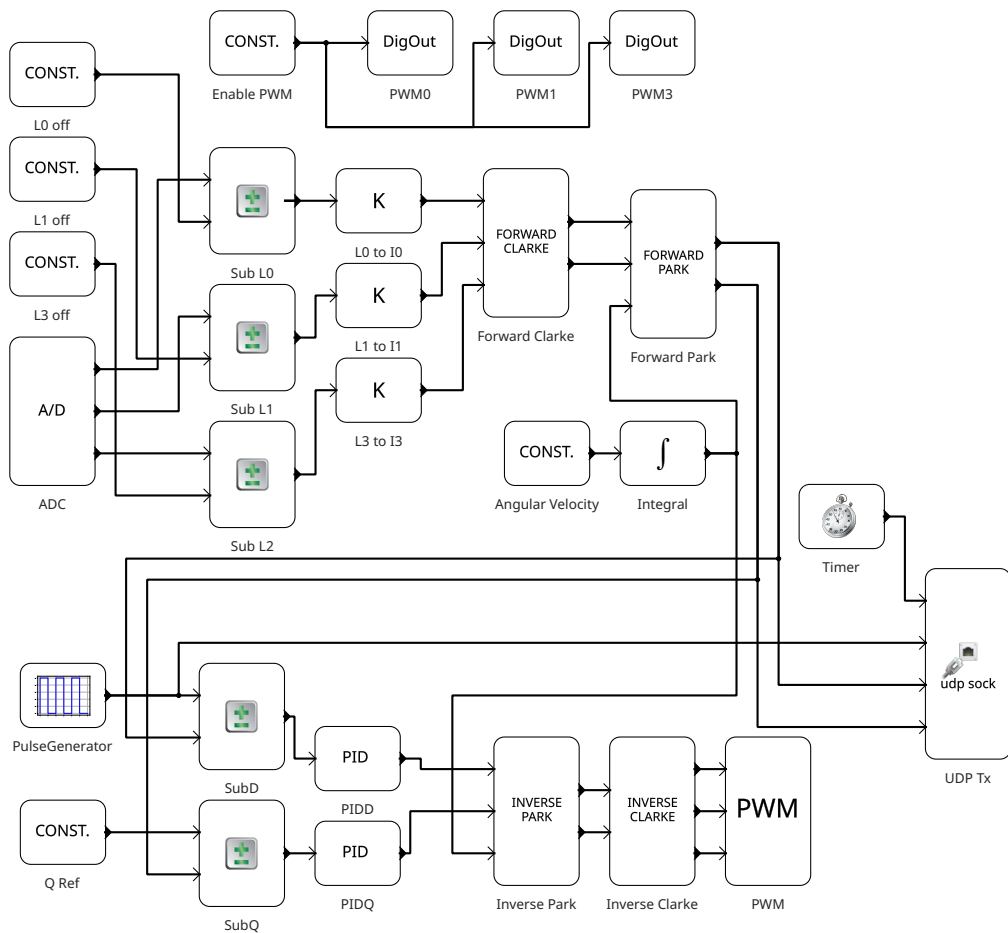 CONST.
Enable PWM
DigOut
PWM0
DigOut
PWM1
DigOut
PWM3
CONST.
L0 off
CONST.
L1 off
CONST.
L3 off
A/D
ADC
Sub L0
Sub L1
Sub L2
K
L0 to I0
K
L1 to I1
K
L3 to I3
FORWARD
CLARKE
Forward Clarke
FORWARD
PARK
Forward Park
CONST.
Angular Velocity
∫
Integral
Timer
udp sock
UDP Tx
PulseGenerator
SubD
PID
PIDD
CONST.
Q Ref
SubQ
PID
PIDQ
INVERSE
PARK
Inverse Park
INVERSE
CLARKE
Inverse Clarke
PWM
PWM